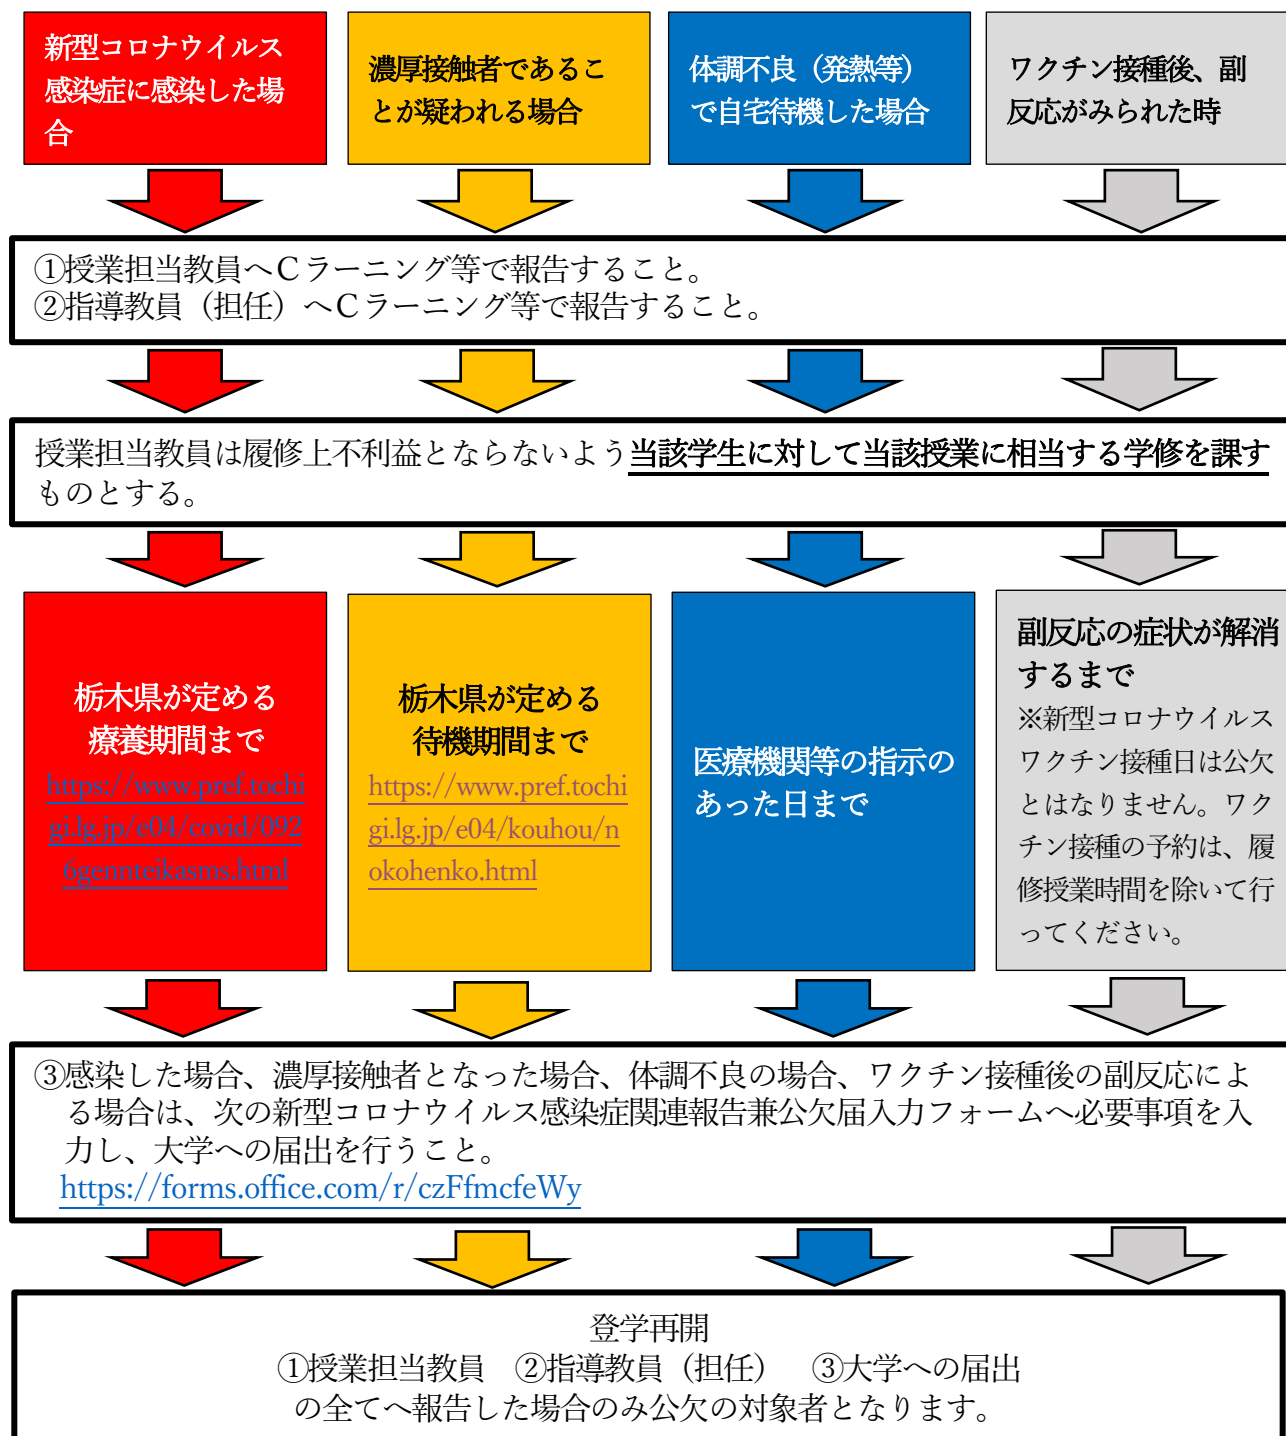 新型コロナウイルス
感染症に感染した場
合
濃厚接触者であるこ
とが疑われる場合
体調不良（発熱等）
で自宅待機した場合
ワクチン接種後、副
反応がみられた時
①授業担当教員へＣラーニング等で報告すること。
②指導教員（担任）へＣラーニング等で報告すること。
授業担当教員は履修上不利益とならないよう当該学生に対して当該授業に相当する学修を課す
ものとする。
栃木県が定める
療養期間まで
https://www.pref.tochi
gi.lg.jp/e04/covid/092
6gennteikasms.html
栃木県が定める
待機期間まで
https://www.pref.tochi
gi.lg.jp/e04/kouhou/n
okohenko.html
医療機関等の指示の
あった日まで
副反応の症状が解消
するまで
※新型コロナウイルス
ワクチン接種日は公欠
とはなりません。ワク
チン接種の予約は、履
修授業時間を除いて行
ってください。
③感染した場合、濃厚接触者となった場合、体調不良の場合、ワクチン接種後の副反応によ
る場合は、次の新型コロナウイルス感染症関連報告兼公欠届入力フォームへ必要事項を入
力し、大学への届出を行うこと。
https://forms.office.com/r/czFfmcfeWy
登学再開
①授業担当教員　②指導教員（担任）　③大学への届出
の全てへ報告した場合のみ公欠の対象者となります。